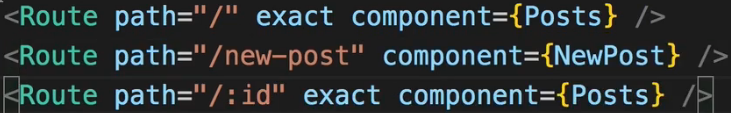 <Route path="/" exact component={Posts} />
<Route path="/new-post" component={NewPost} />
<Route path="/:id" exact component={Posts} />